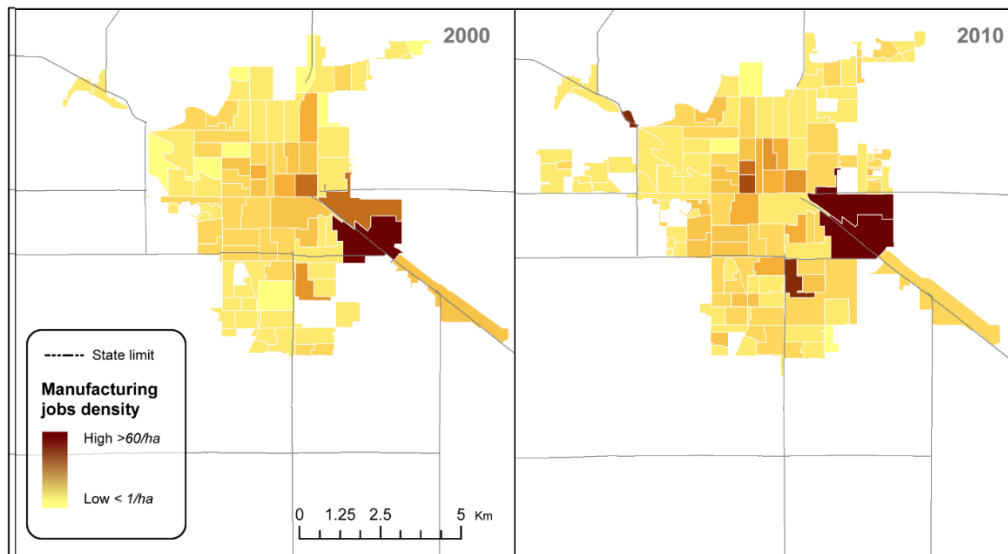 2000
2010
State limit
Manufacturing
jobs density
High >60/ha
Low < 1/ha
0 1.25 2.5 5 Km